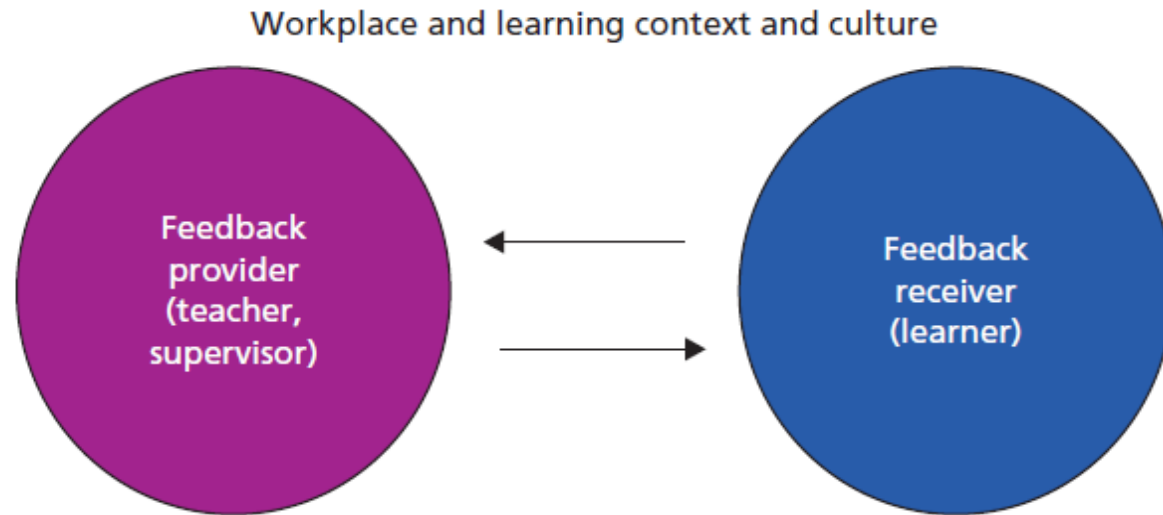 Workplace and learning context and culture
Feedback
provider
(teacher,
supervisor)
Feedback
receiver
(learner)